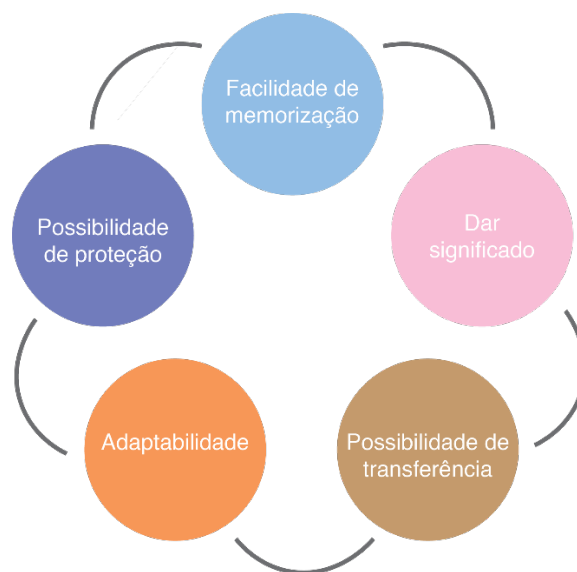 Facilidade de
memorização
Dar
significado
Possibilidade de
transferência
Adaptabilidade
Possibilidade
de proteção